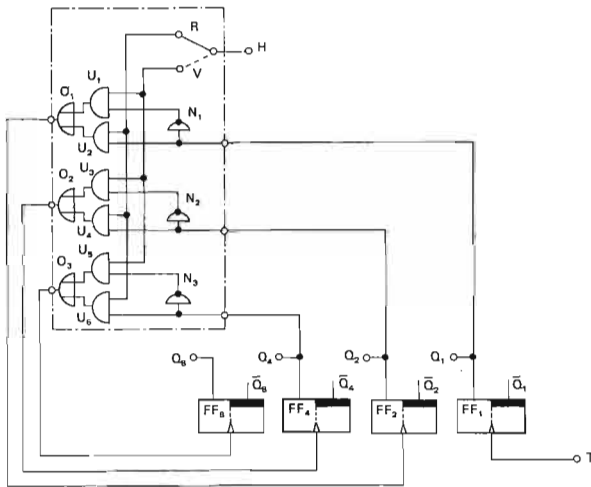 R
H
V
O₁
U₁
N₁
U₂
O₂
U₃
N₂
U₄
O₃
U₅
N₃
U₆
Q₈
Q̅₈
Q₄
Q̅₄
Q₂
Q̅₂
Q₁
Q̅₁
FF₈
FF₄
FF₂
FF₁
T